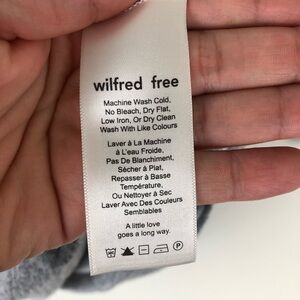 wilfred free
Machine Wash Cold,
No Bleach, Dry Flat,
Low Iron, Or Dry Clean
Wash With Like Colours
Laver À La Machine
à L'eau Froide,
Pas De Blanchiment,
Sécher à Plat,
Repasser à Basse
Température,
Ou Nettoyer à Sec
Laver Avec Des Couleurs
Semblables
A little love
goes a long way.
P